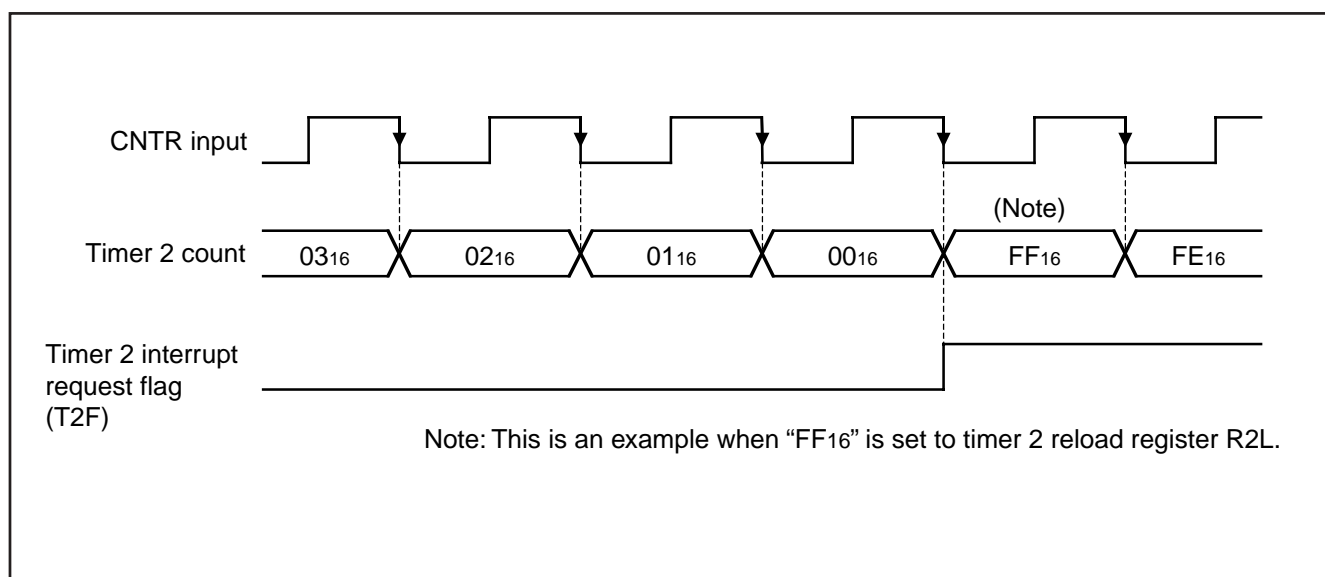 CNTR input
(Note)
Timer 2 count
0316 0216 0116 0016 FF16 FE16
Timer 2 interrupt
request flag
(T2F)
Note: This is an example when “FF16” is set to timer 2 reload register R2L.